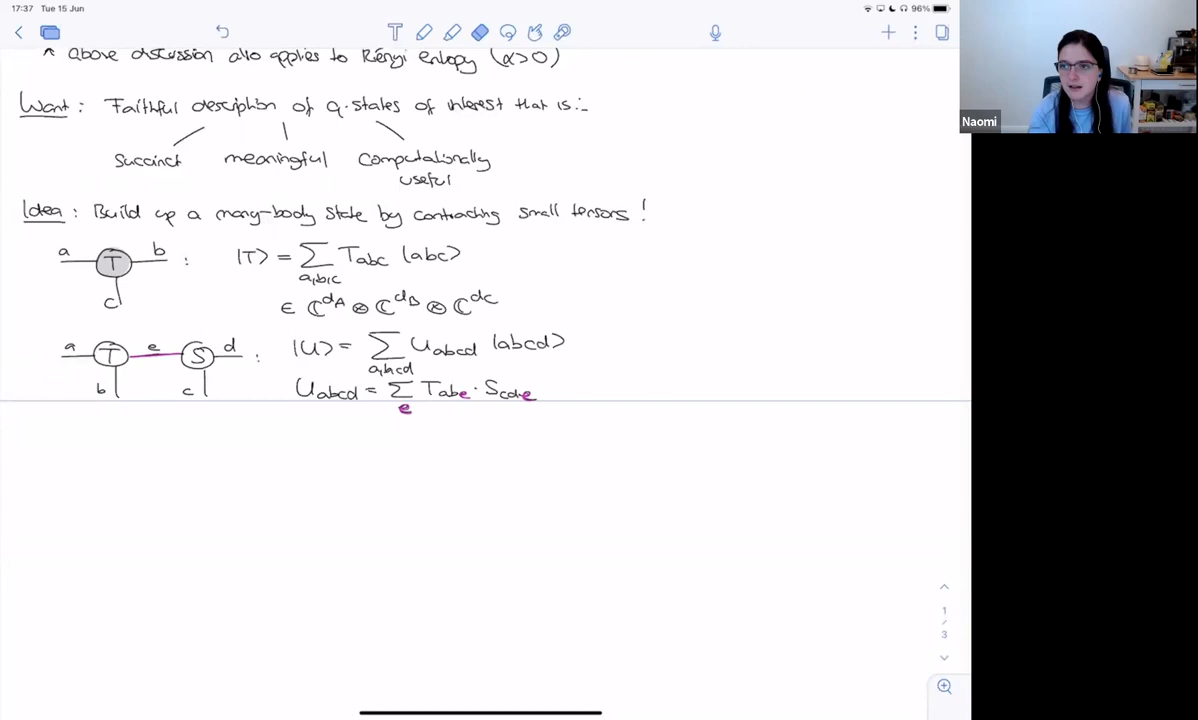 17:37 Tue 15 Jun
96%
* above discussion also applies to Rényi entropy (α>0)
Want: Faithful description of q. states of interest that is:-
Succinct meaningful computationally useful
Idea: Build up a many-body state by contracting small tensors!
a T b : |T> = ∑ Tabc |abc>
c a,b,c
∈ ℂ^dA ⊗ ℂ^dB ⊗ ℂ^dC
a T e S d : |U> = ∑ Uabcd |abcd>
b c a,b,c,d
Uabcd = ∑ Tabe · Scde
e
Naomi
1
/
3